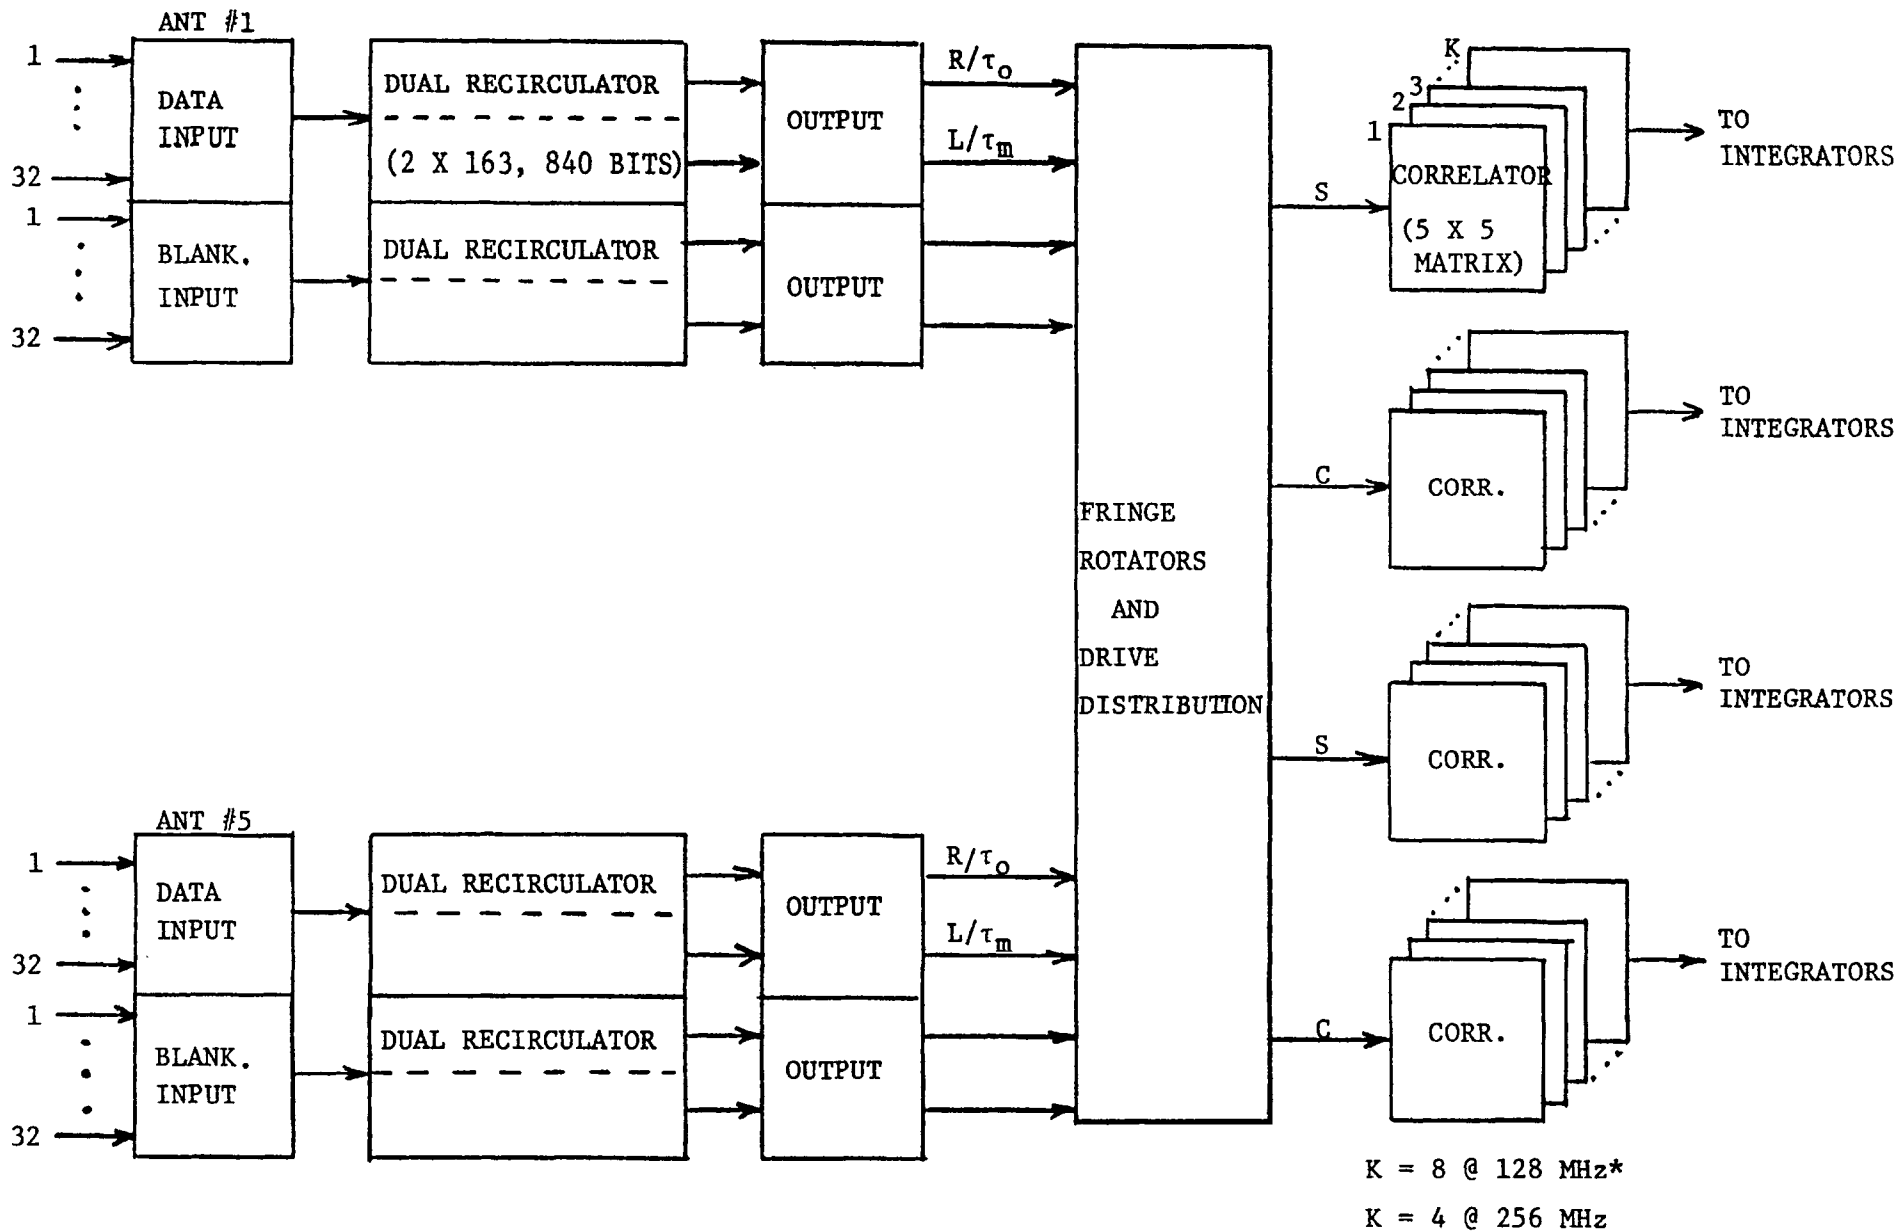 ANT #1
1
32
DATA
INPUT
1
32
BLANK.
INPUT
DUAL RECIRCULATOR
(2 X 163, 840 BITS)
DUAL RECIRCULATOR
OUTPUT
OUTPUT
R/τo
L/τm
ANT #5
1
32
DATA
INPUT
1
32
BLANK.
INPUT
DUAL RECIRCULATOR
DUAL RECIRCULATOR
OUTPUT
OUTPUT
R/τo
L/τm
FRINGE
ROTATORS
AND
DRIVE
DISTRIBUTION
S
C
S
C
1
2
3
K
CORRELATOR
(5 X 5
MATRIX)
TO
INTEGRATORS
CORR.
TO
INTEGRATORS
CORR.
TO
INTEGRATORS
CORR.
TO
INTEGRATORS
K = 8 @ 128 MHz*
K = 4 @ 256 MHz